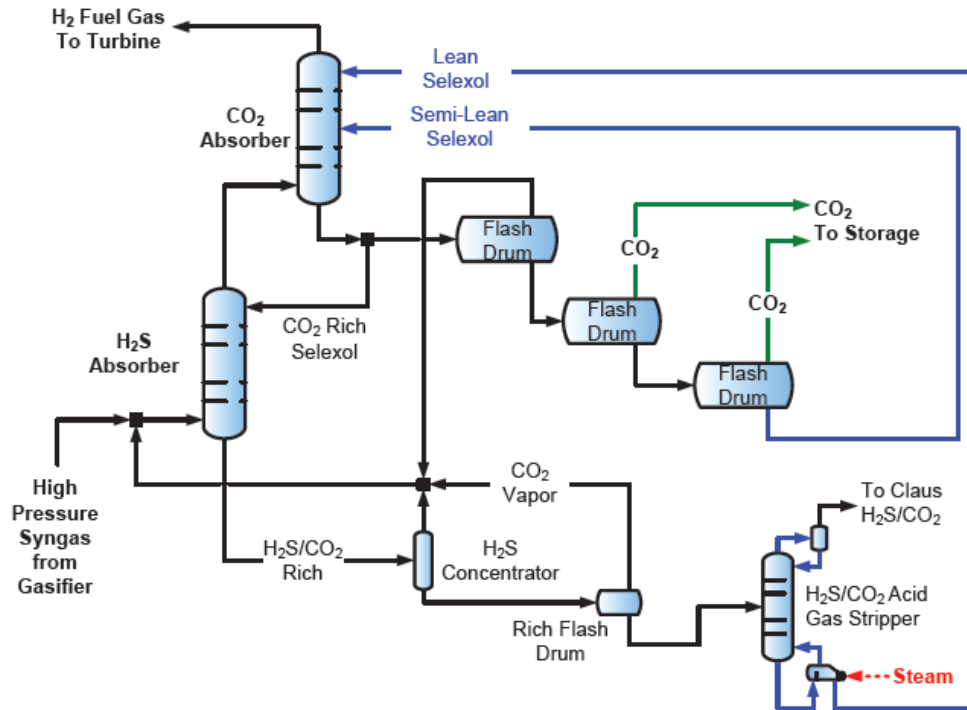 H₂ Fuel Gas
To Turbine
Lean
Selexol
Semi-Lean
Selexol
CO₂
Absorber
Flash
Drum
CO₂
CO₂
To Storage
Flash
Drum
CO₂
Flash
Drum
CO₂ Rich
Selexol
H₂S
Absorber
High
Pressure
Syngas
from
Gasifier
CO₂
Vapor
H₂S/CO₂
Rich
H₂S
Concentrator
Rich Flash
Drum
To Claus
H₂S/CO₂
H₂S/CO₂ Acid
Gas Stripper
Steam